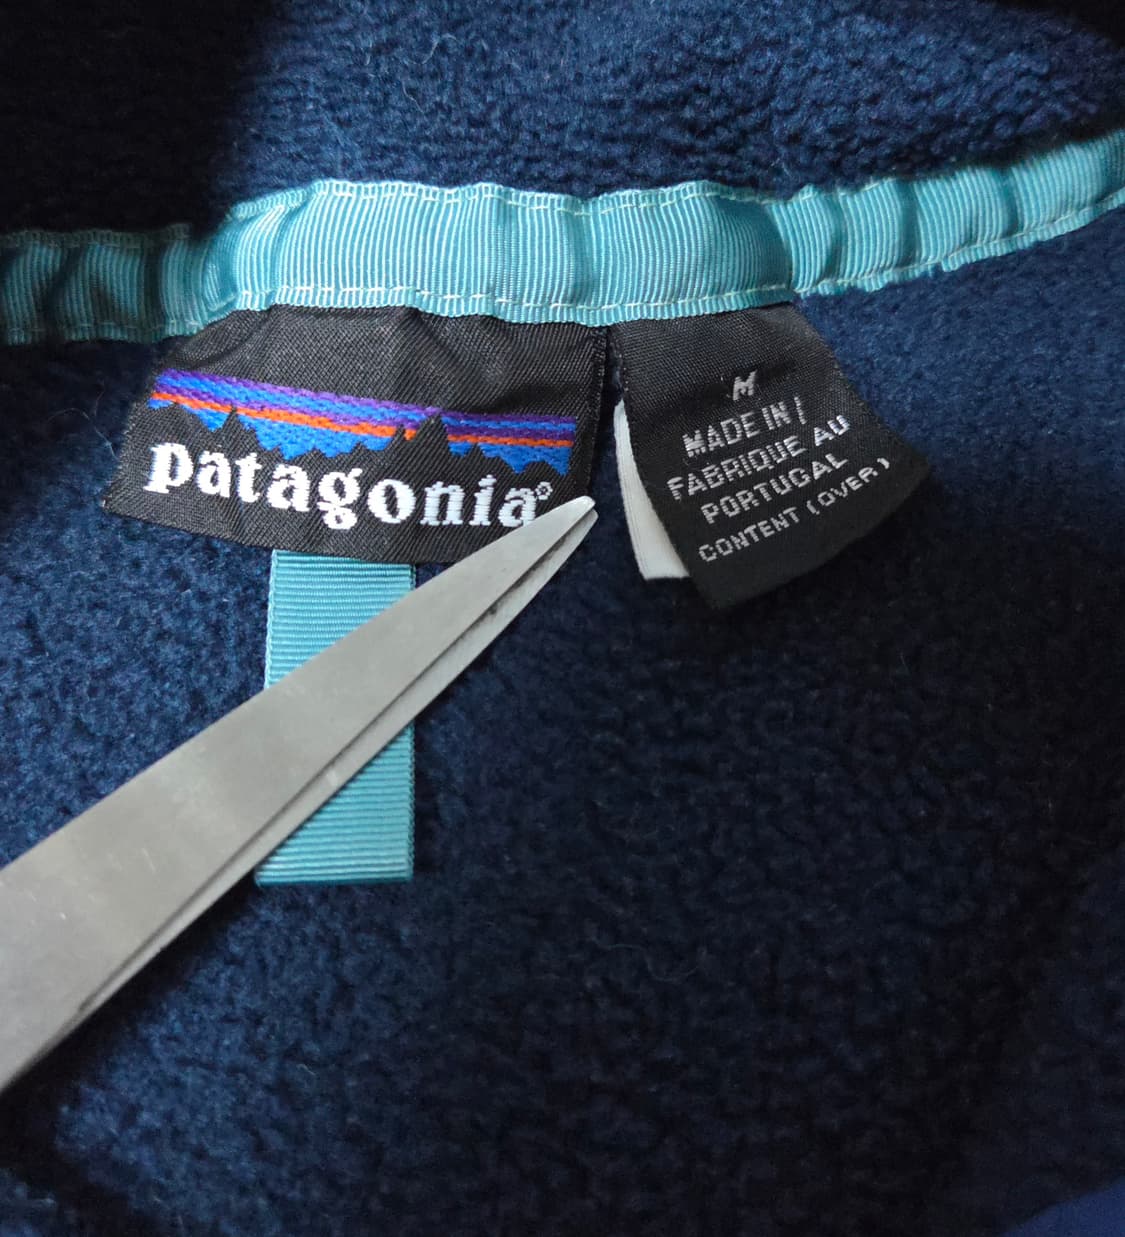 patagonia®
M
MADE IN /
FABRIQUE AU
PORTUGAL
CONTENT (OVER)